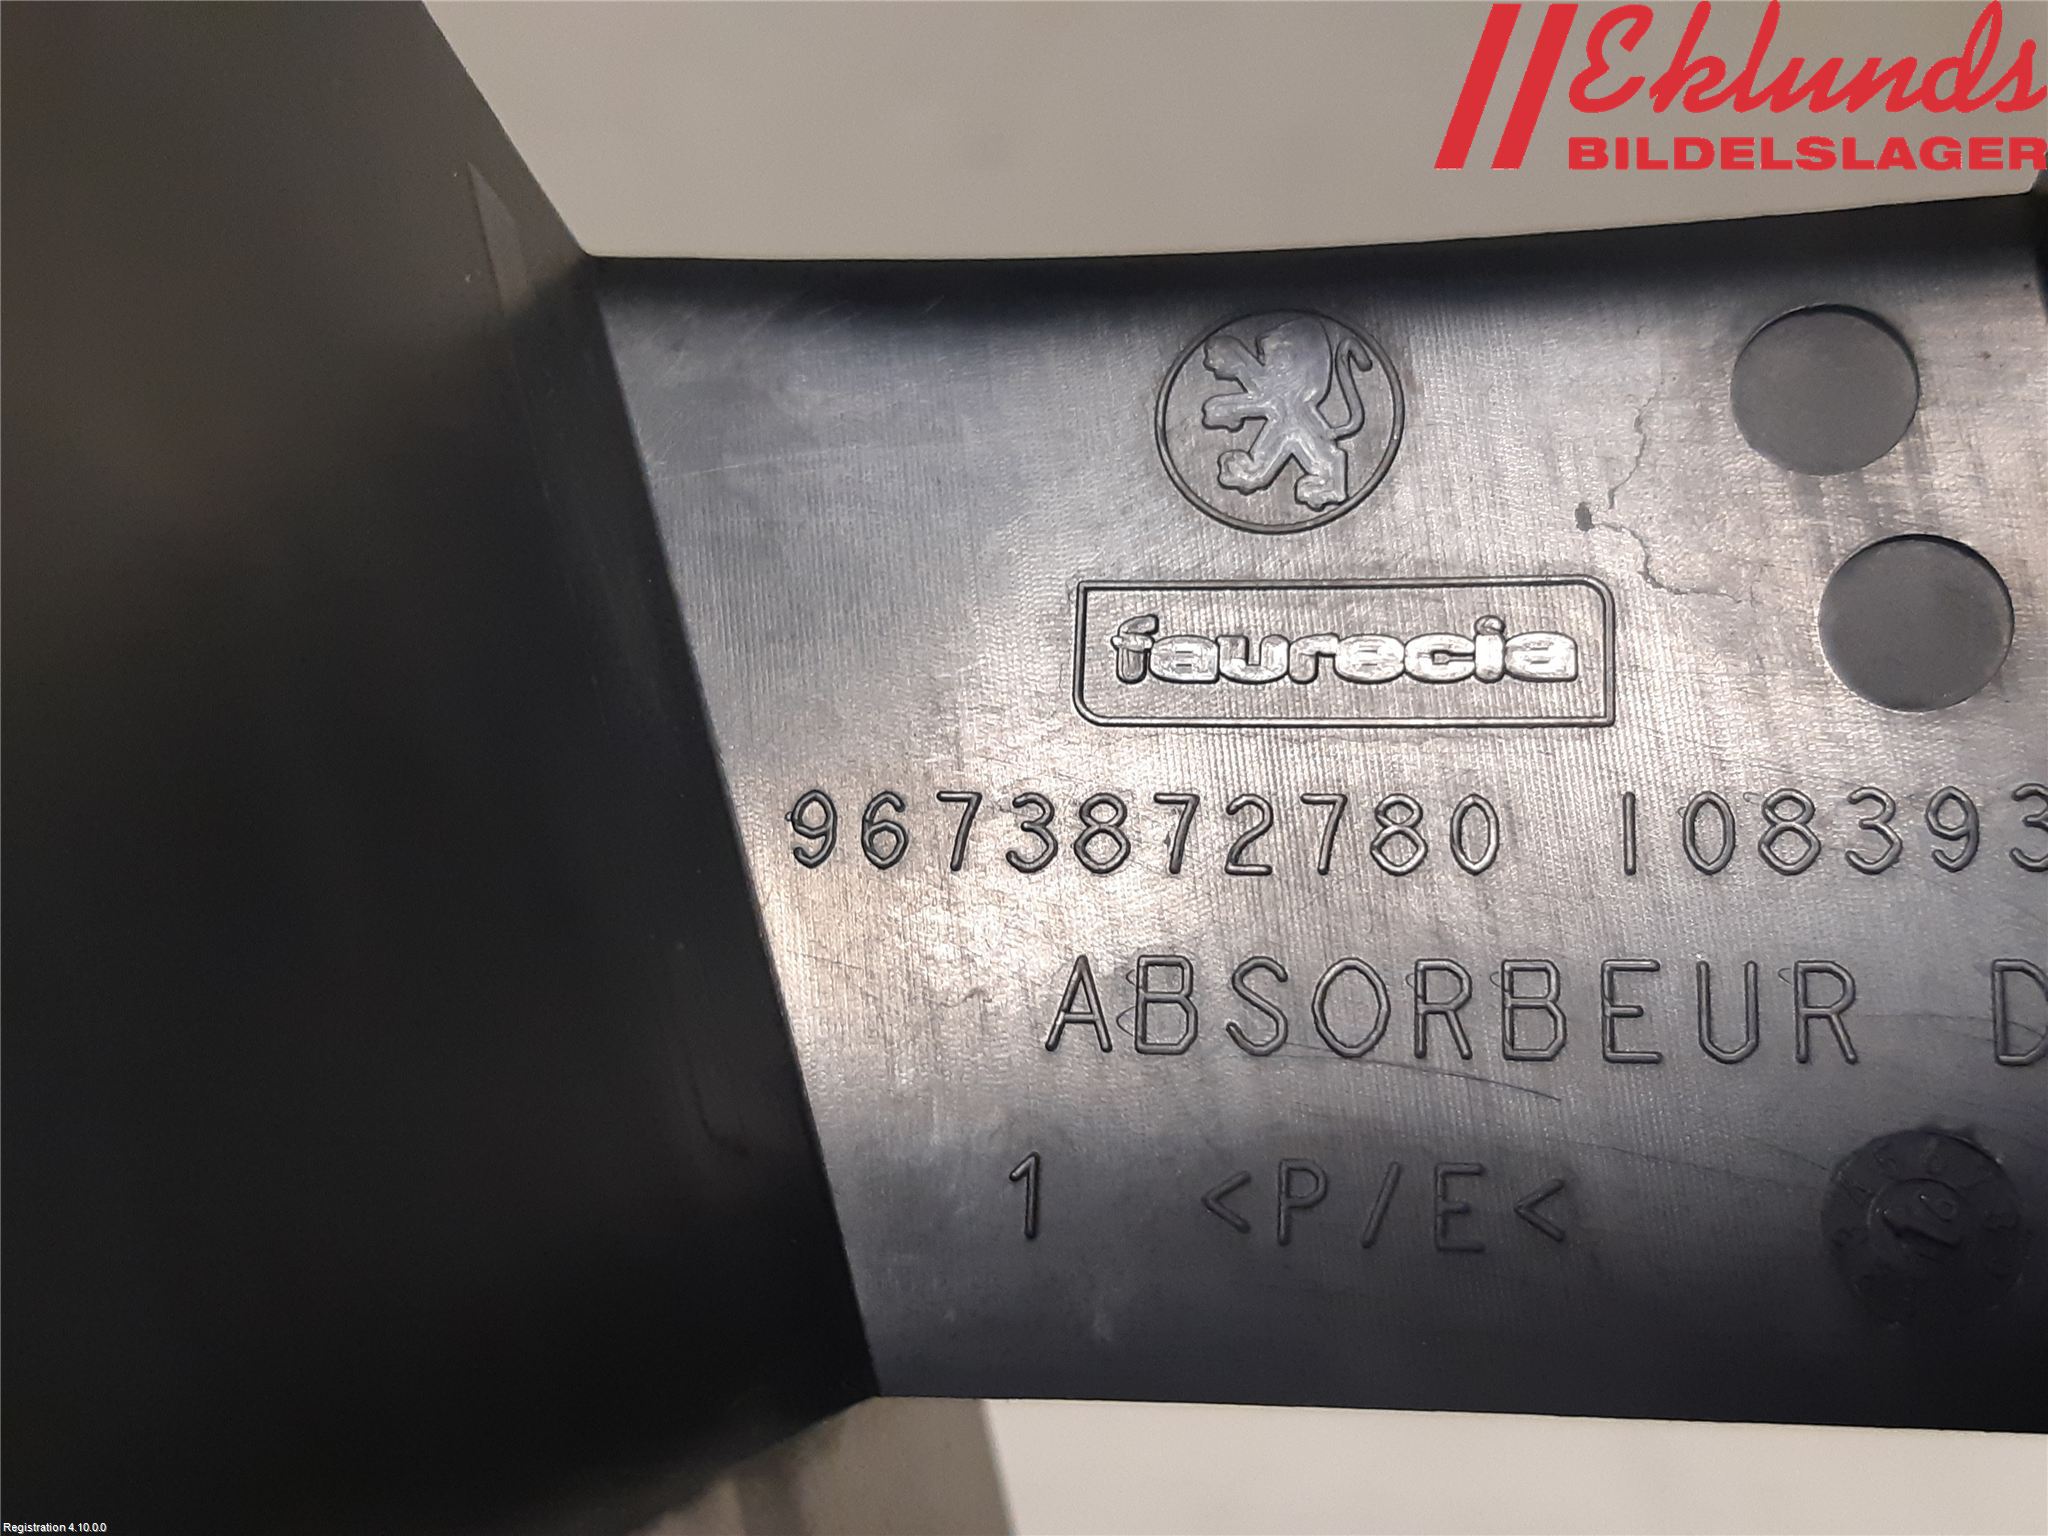 Eklunds
BILDELSLAGER
faurecia
9673872780 108393
ABSORBEUR D
1 <P/E<
Registration 4.10.0.0